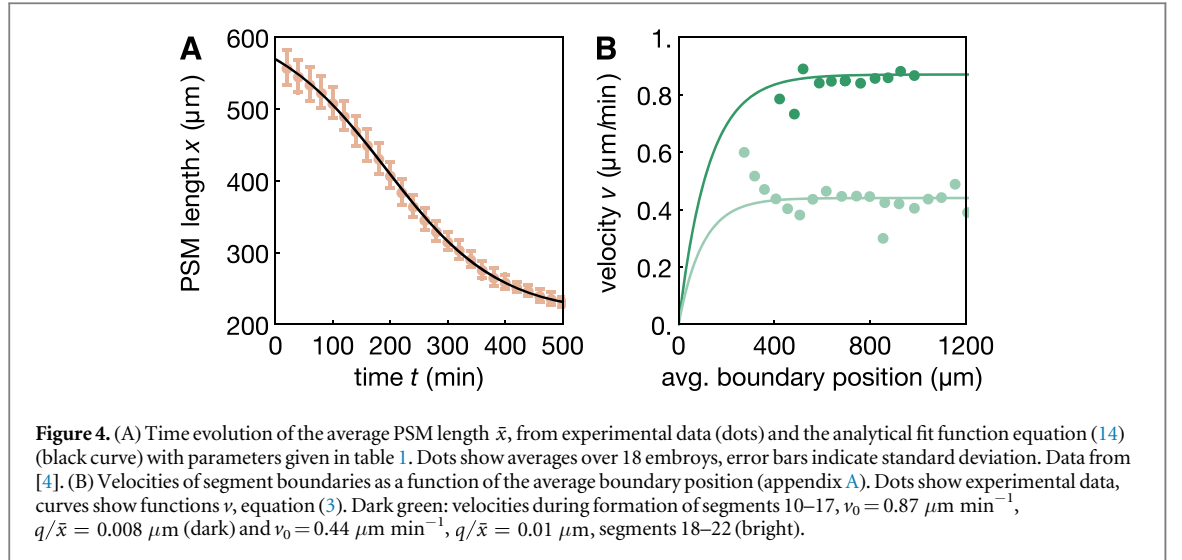 A
600
500
400
300
200
PSM length x (μm)
0 100 200 300 400 500
time t (min)
B
1.
0.8
0.6
0.4
0.2
0.
velocity v (μm/min)
0 400 800 1200
avg. boundary position (μm)
Figure 4. (A) Time evolution of the average PSM length x̄, from experimental data (dots) and the analytical fit function equation (14)
(black curve) with parameters given in table 1. Dots show averages over 18 embryos, error bars indicate standard deviation. Data from
[4]. (B) Velocities of segment boundaries as a function of the average boundary position (appendix A). Dots show experimental data,
curves show functions v, equation (3). Dark green: velocities during formation of segments 10–17, v₀ = 0.87 μm min⁻¹,
q/x̄ = 0.008 μm (dark) and v₀ = 0.44 μm min⁻¹, q/x̄ = 0.01 μm, segments 18–22 (bright).